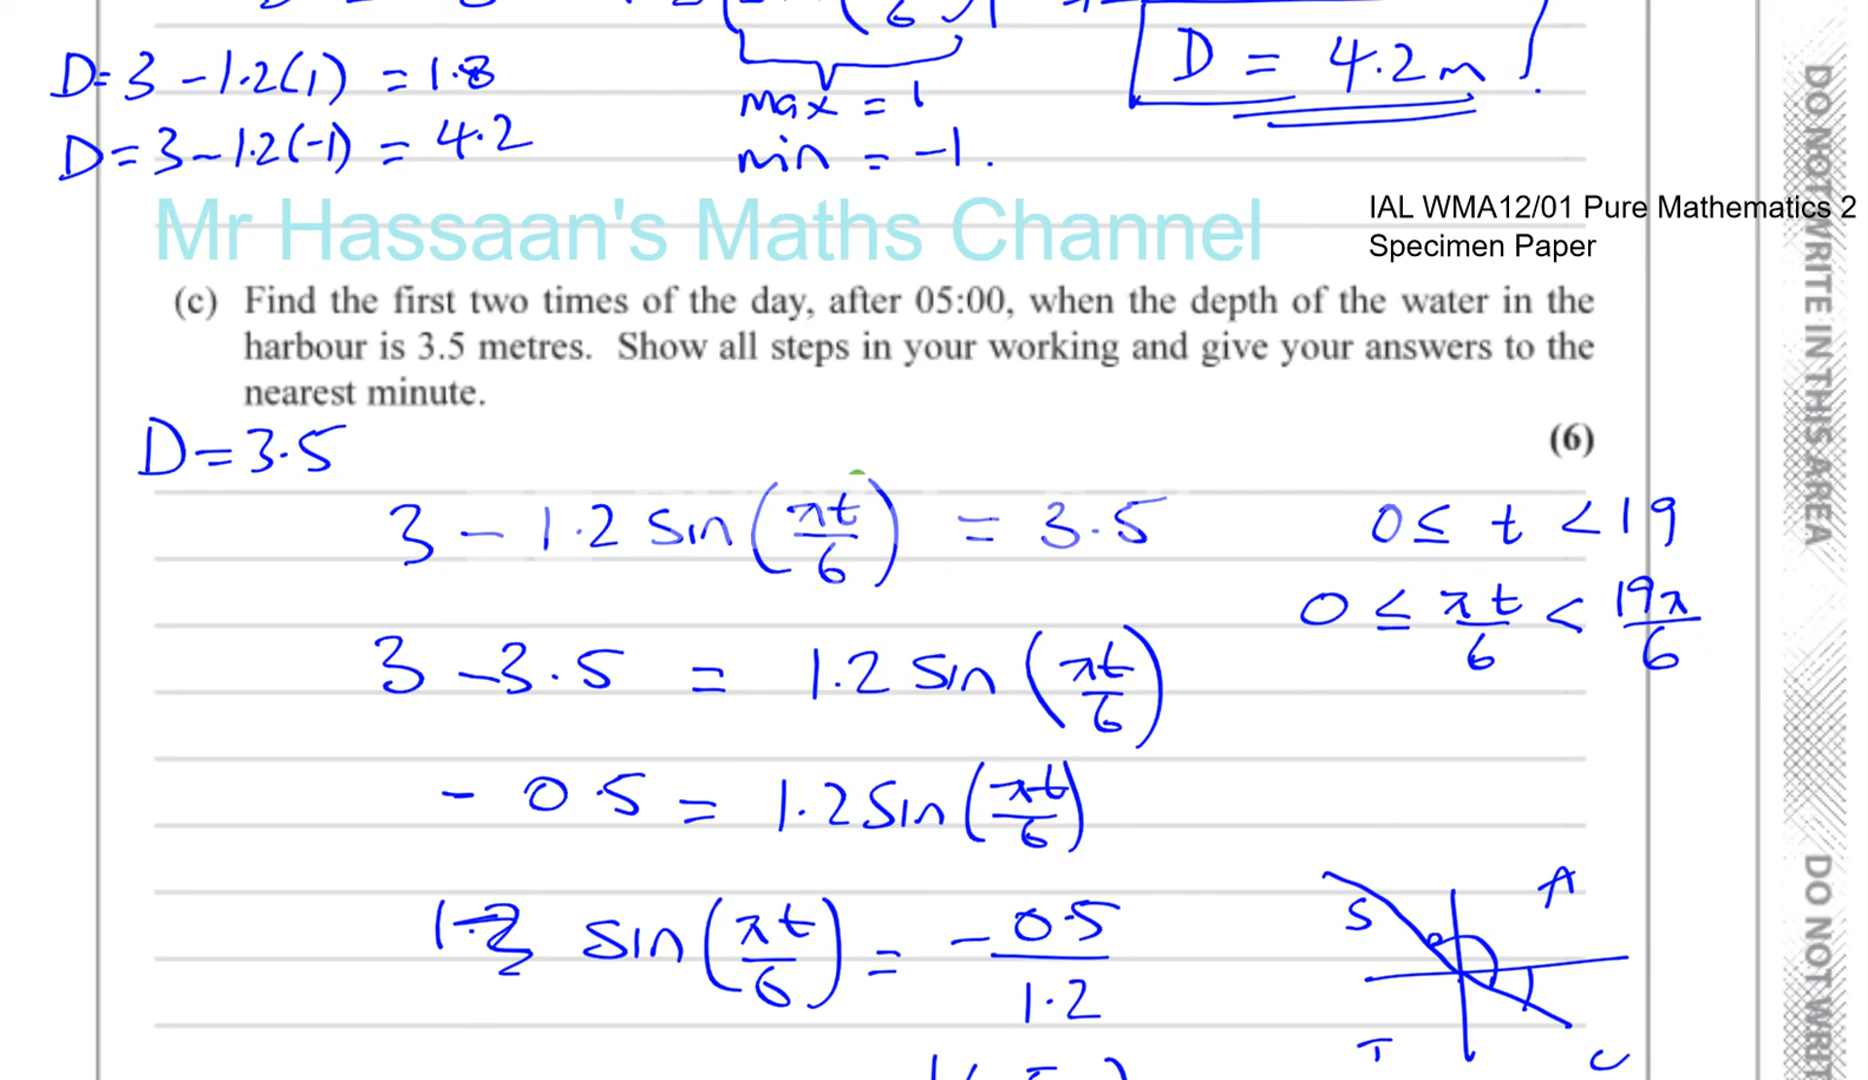 6
D = 3 - 1.2(1) = 1.8
D = 4.2m
max = 1
D = 3 - 1.2(-1) = 4.2
min = -1.
Mr Hassaan's Maths Channel
IAL WMA12/01 Pure Mathematics 2
Specimen Paper
(c) Find the first two times of the day, after 05:00, when the depth of the water in the
harbour is 3.5 metres. Show all steps in your working and give your answers to the
nearest minute.
(6)
D = 3.5
3 - 1.2 sin(πt/6) = 3.5
0 ≤ t < 19
0 ≤ πt/6 < 19π/6
3 - 3.5 = 1.2 sin(πt/6)
- 0.5 = 1.2 sin(πt/6)
sin(πt/6) = - 0.5/1.2
S A
T C
DO NOT WRITE IN THIS AREA
DO NOT WRIT